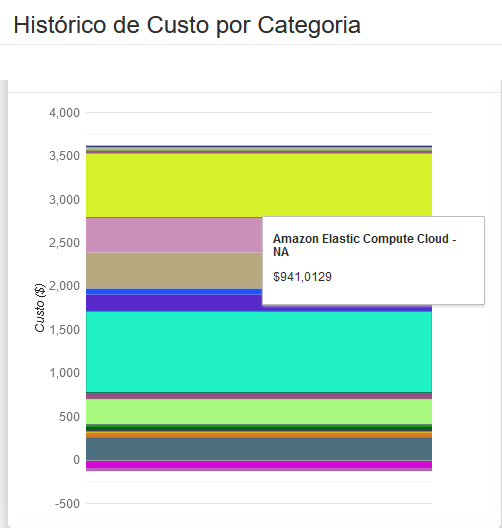 Histórico de Custo por Categoria
4,000
3,500
3,000
2,500
2,000
1,500
1,000
500
0
-500
Custo ($)
Amazon Elastic Compute Cloud -
NA
$941,0129